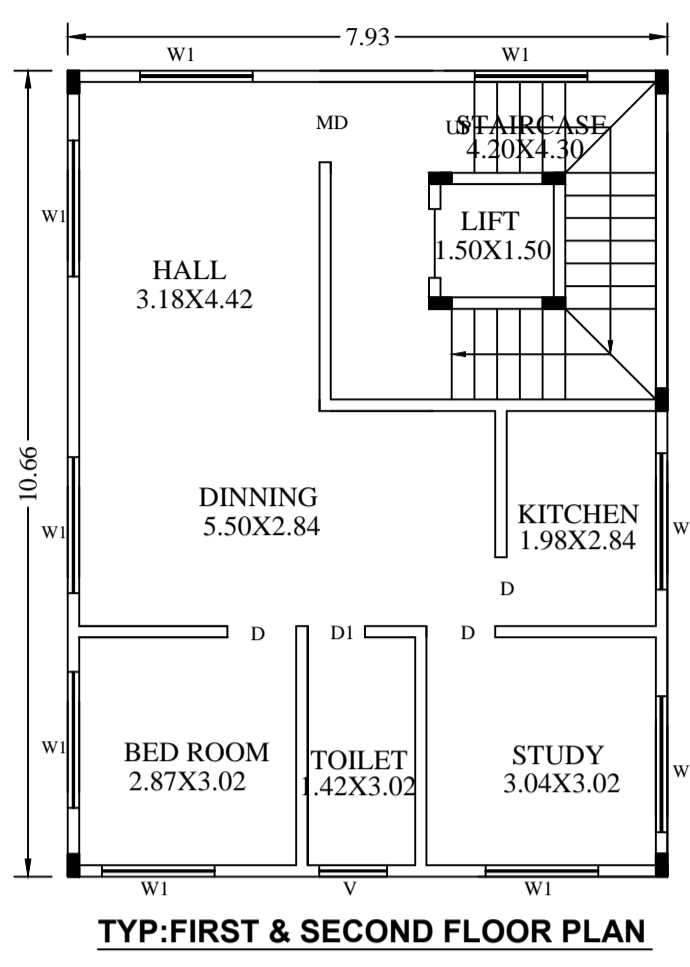 7.93
W1
W1
MD
UP
STAIRCASE
4.20X4.30
W1
LIFT
1.50X1.50
HALL
3.18X4.42
10.66
DINNING
5.50X2.84
KITCHEN
1.98X2.84
W1
W
D
D
D1
D
BED ROOM
2.87X3.02
TOILET
1.42X3.02
STUDY
3.04X3.02
W1
W
W1
V
W1
TYP:FIRST & SECOND FLOOR PLAN